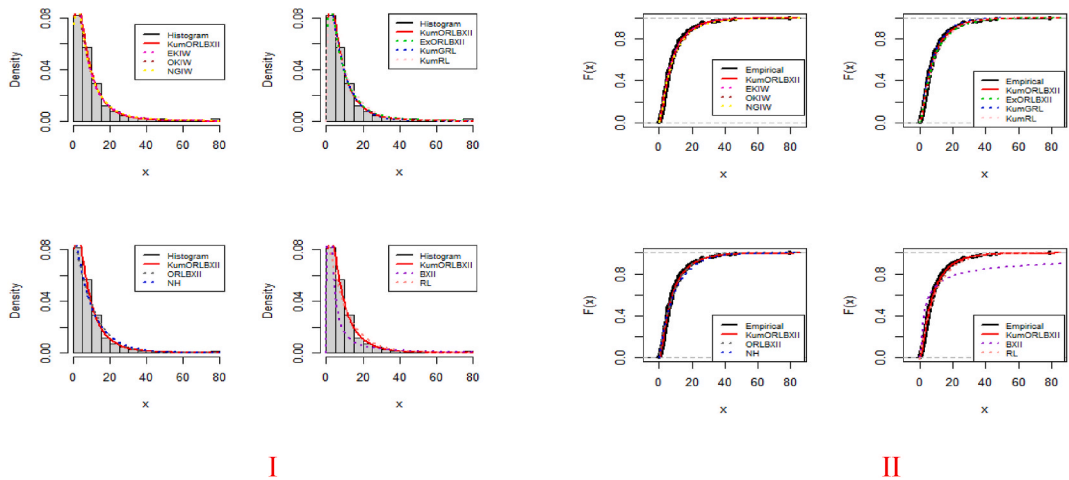 Density
0.00 0.04 0.08
Histogram
KumORLBXII
EKIW
OKIW
NGIW
0 20 40 60 80
x
Density
0.00 0.04 0.08
Histogram
KumORLBXII
ExORLBXII
KumGRL
KumRL
0 20 40 60 80
x
F(x)
0.0 0.4 0.8
Empirical
KumORLBXII
EKIW
OKIW
NGIW
0 20 40 60 80
x
F(x)
0.0 0.4 0.8
Empirical
KumORLBXII
ExORLBXII
KumGRL
KumRL
0 20 40 60 80
x
Density
0.00 0.04 0.08
Histogram
KumORLBXII
ORLBXII
NH
0 20 40 60 80
x
Density
0.00 0.04 0.08
Histogram
KumORLBXII
BXII
RL
0 20 40 60 80
x
F(x)
0.0 0.4 0.8
Empirical
KumORLBXII
ORLBXII
NH
0 20 40 60 80
x
F(x)
0.0 0.4 0.8
Empirical
KumORLBXII
BXII
RL
0 20 40 60 80
x
I
II